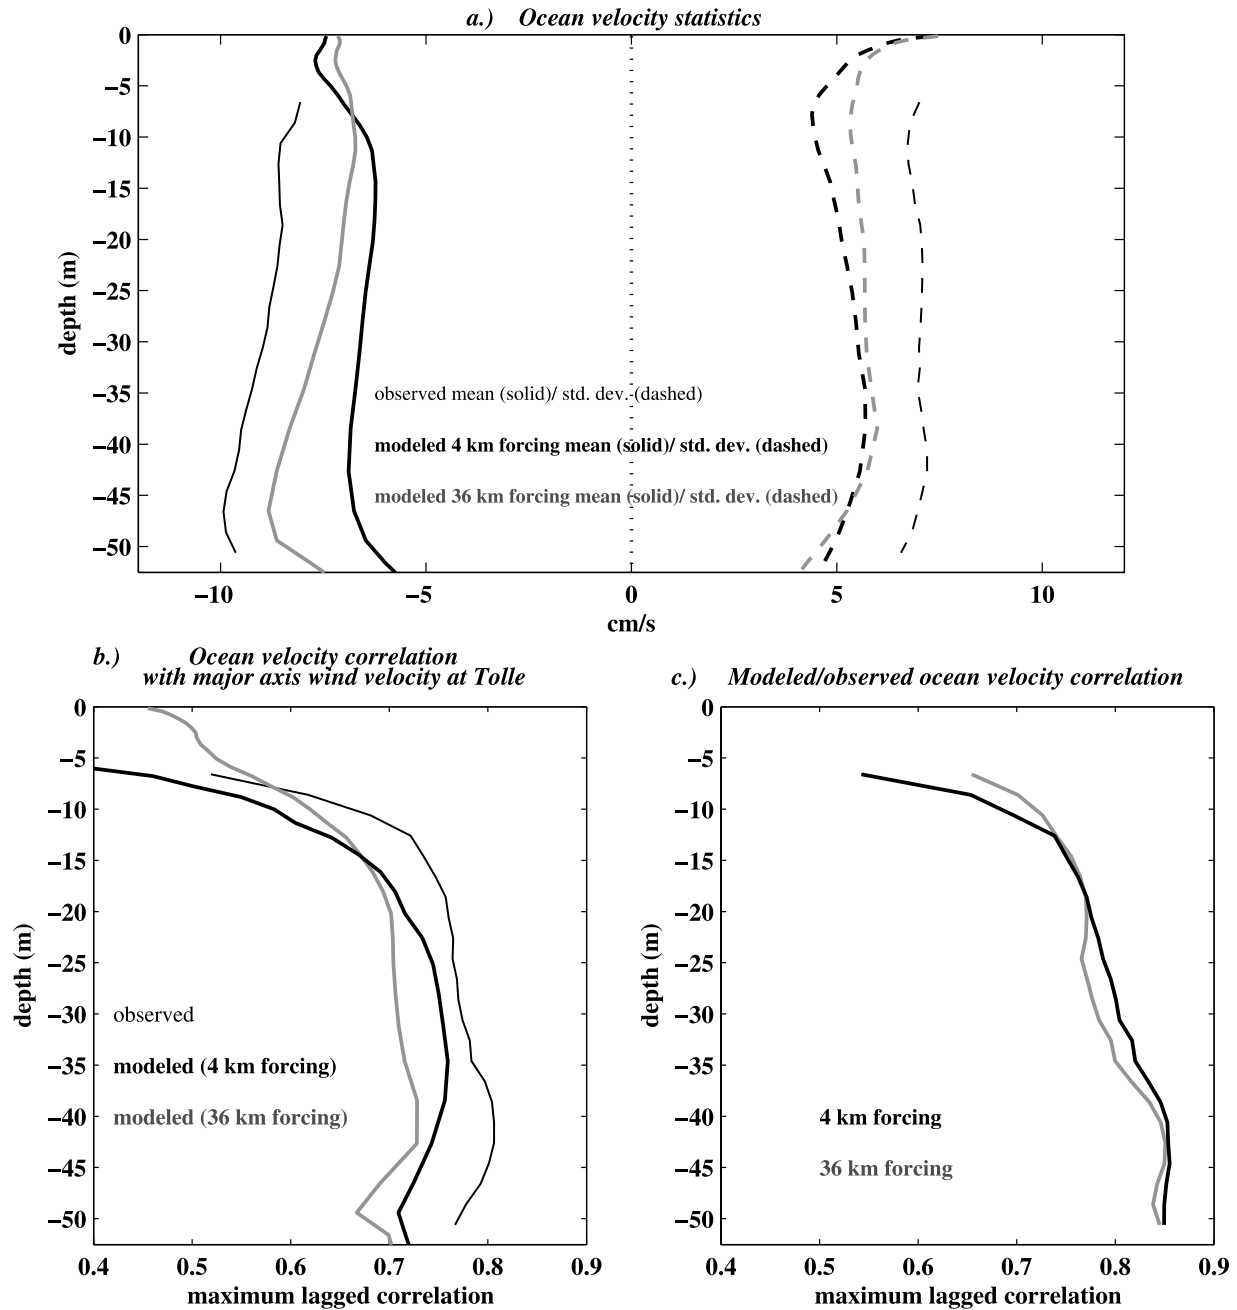 a.) Ocean velocity statistics
0
−5
−10
−15
−20
−25
−30
−35
−40
−45
−50
depth (m)
observed mean (solid)/ std. dev. (dashed)
modeled 4 km forcing mean (solid)/ std. dev. (dashed)
modeled 36 km forcing mean (solid)/ std. dev. (dashed)
−10 −5 0 5 10
cm/s
b.) Ocean velocity correlation
with major axis wind velocity at Tolle
0
−5
−10
−15
−20
−25
−30
−35
−40
−45
−50
depth (m)
observed
modeled (4 km forcing)
modeled (36 km forcing)
0.4 0.5 0.6 0.7 0.8 0.9
maximum lagged correlation
c.) Modeled/observed ocean velocity correlation
0
−5
−10
−15
−20
−25
−30
−35
−40
−45
−50
depth (m)
4 km forcing
36 km forcing
0.4 0.5 0.6 0.7 0.8 0.9
maximum lagged correlation